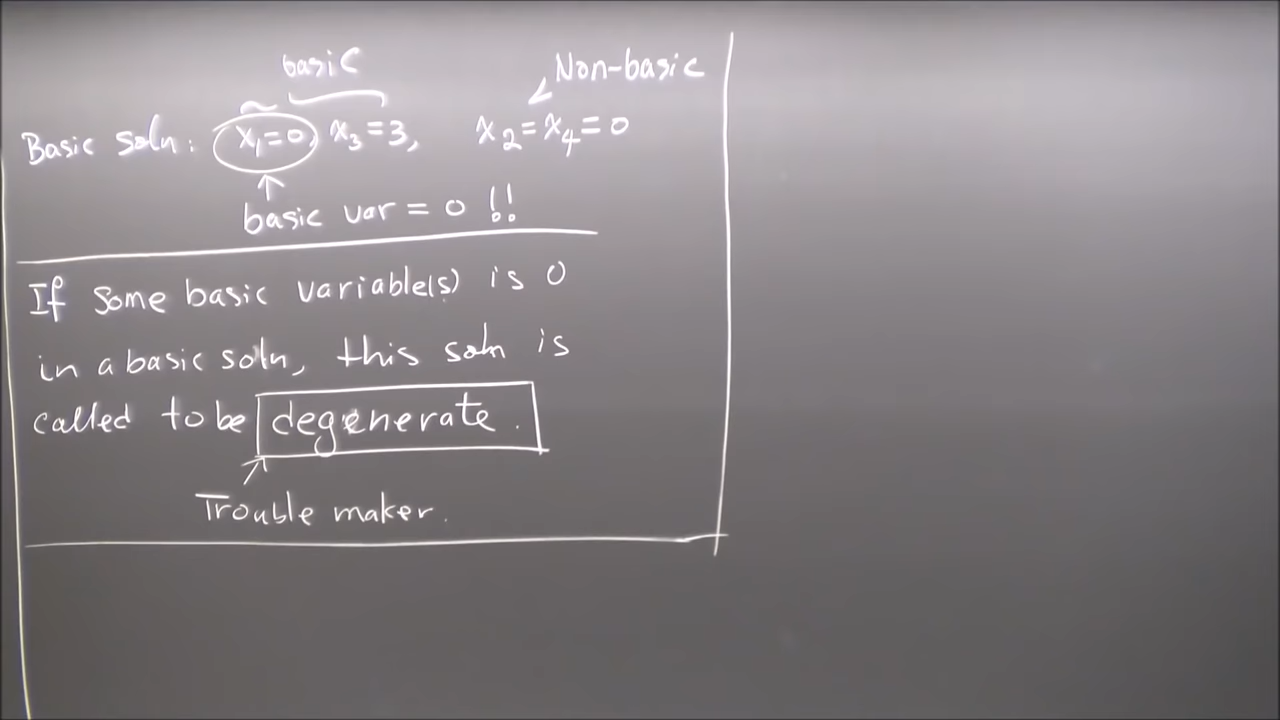 basic
Non-basic
Basic soln: x₁=0, x₃=3, x₂=x₄=0
basic var = 0 !!
If some basic variable(s) is 0
in a basic soln, this soln is
called to be degenerate.
Trouble maker.